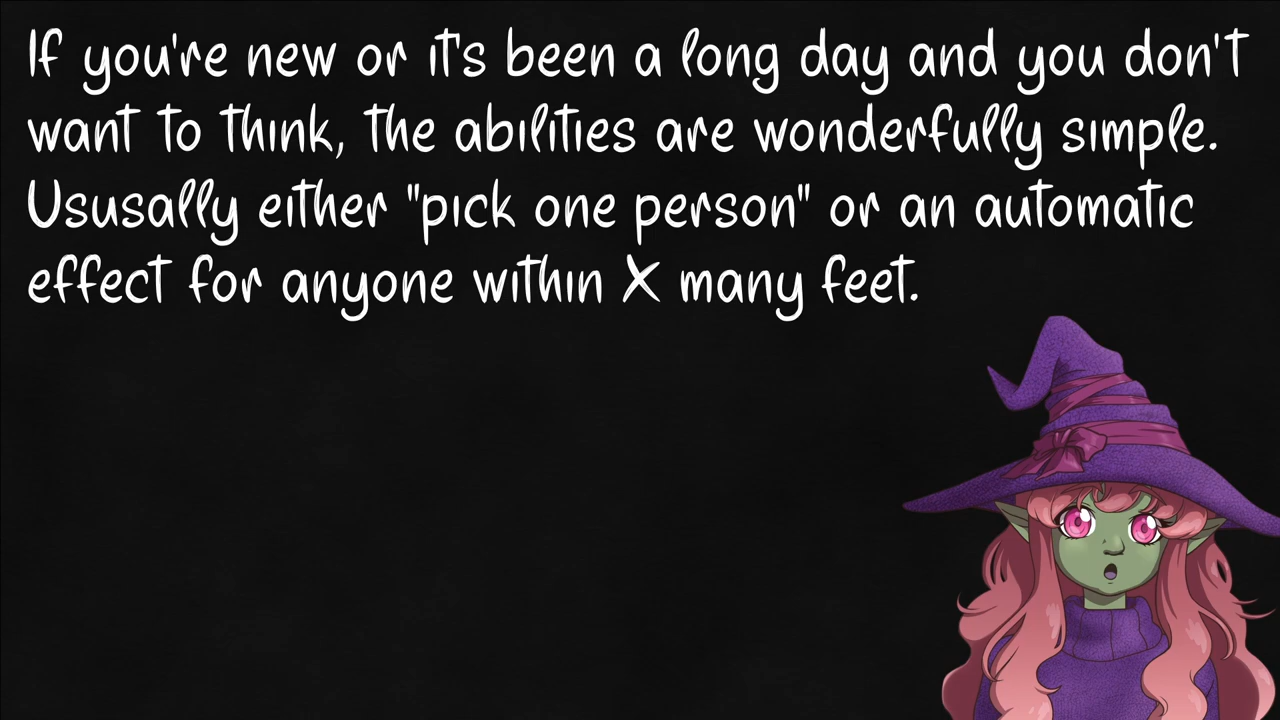 If you're new or it's been a long day and you don't
want to think, the abilities are wonderfully simple.
Ususally either "pick one person" or an automatic
effect for anyone within X many feet.